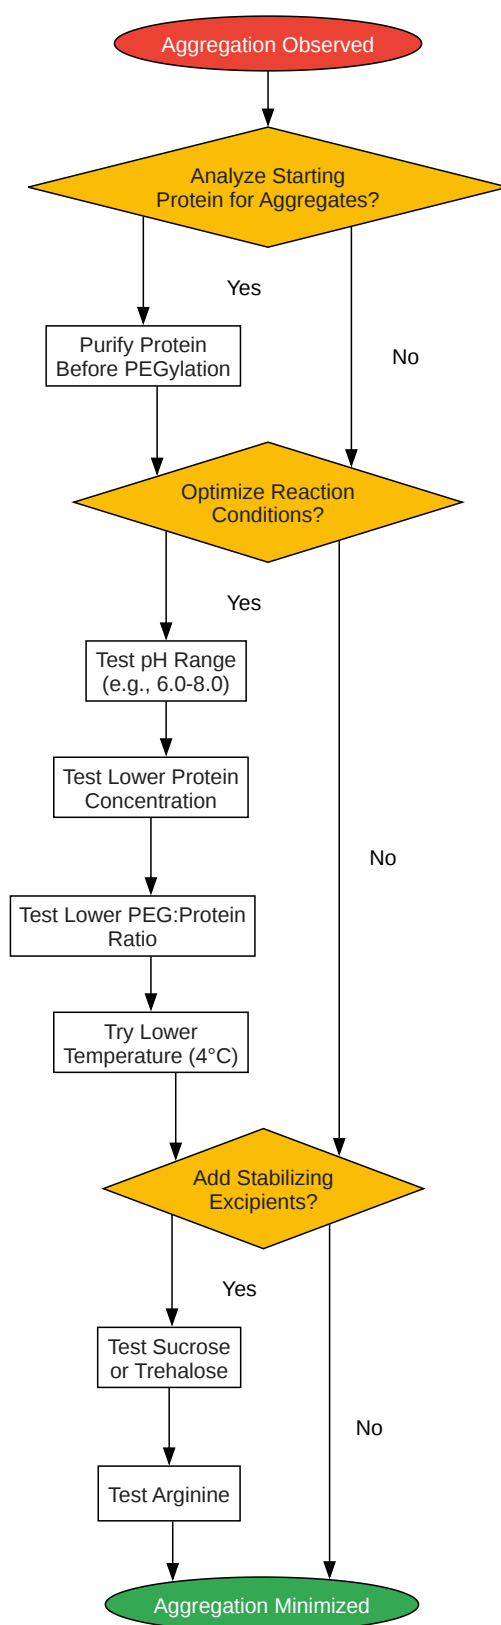 Aggregation Observed
Analyze Starting
Protein for Aggregates?
Yes
Purify Protein
Before PEGylation
No
Optimize Reaction
Conditions?
Yes
Test pH Range
(e.g., 6.0-8.0)
Test Lower Protein
Concentration
No
Test Lower PEG:Protein
Ratio
Try Lower
Temperature (4°C)
Add Stabilizing
Excipients?
Yes
Test Sucrose
or Trehalose
No
Test Arginine
Aggregation Minimized